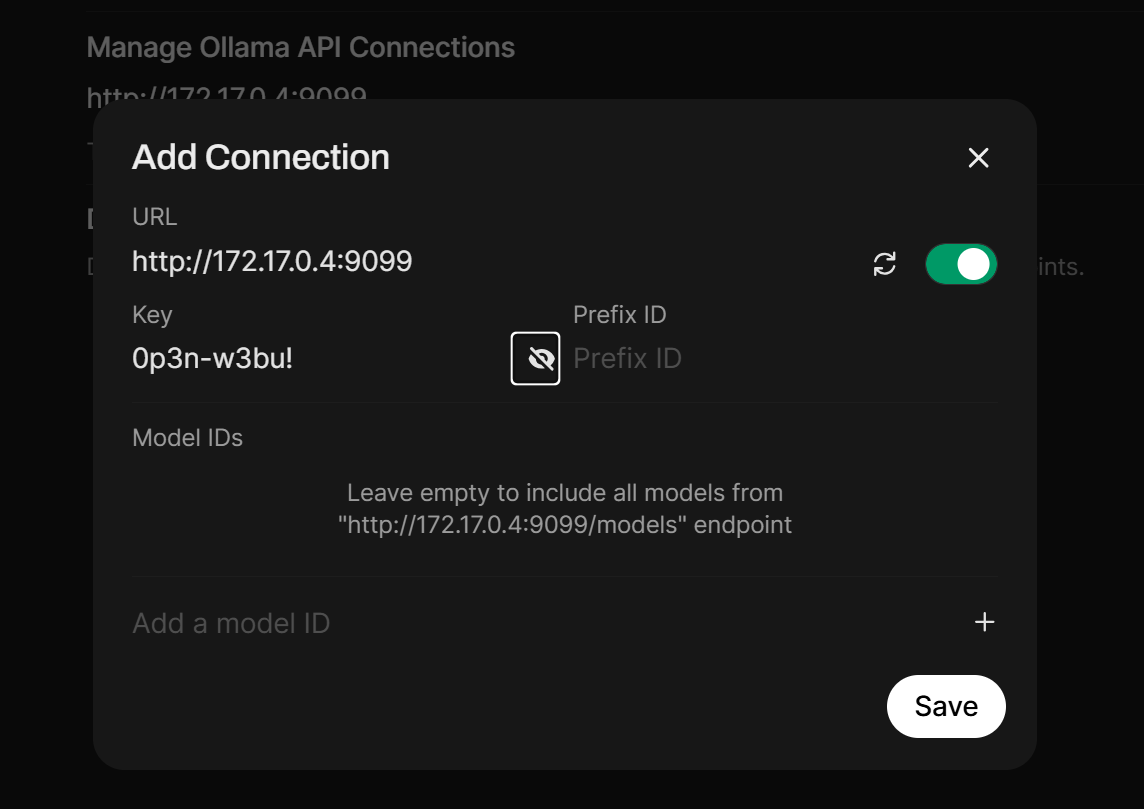 Manage Ollama API Connections
http://172.17.0.4:9099
Add Connection
URL
http://172.17.0.4:9099
ints.
Key
Prefix ID
0p3n-w3bu!
Prefix ID
Model IDs
Leave empty to include all models from
"http://172.17.0.4:9099/models" endpoint
Add a model ID
Save